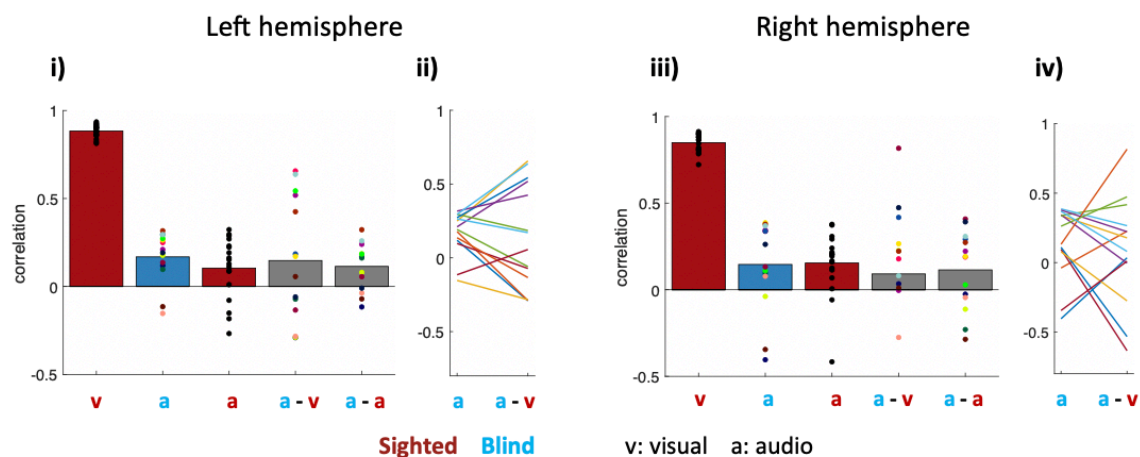 Left hemisphere
Right hemisphere
i)
ii)
iii)
iv)
correlation
1
0.5
0
-0.5
v
a
a
a - v
a - a
1
0.5
0
-0.5
a
a - v
correlation
1
0.5
0
-0.5
v
a
a
a - v
a - a
1
0.5
0
-0.5
a
a - v
Sighted Blind v: visual a: audio